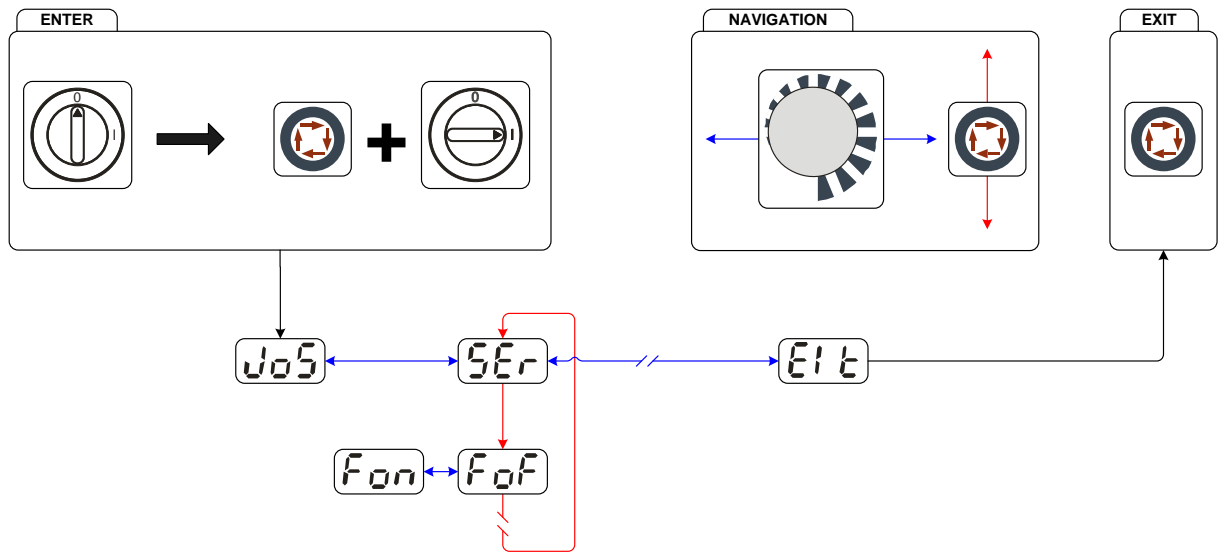 ENTER
NAVIGATION
EXIT
0
I
0
I
JoS
SEr
EIt
Fon
FoF